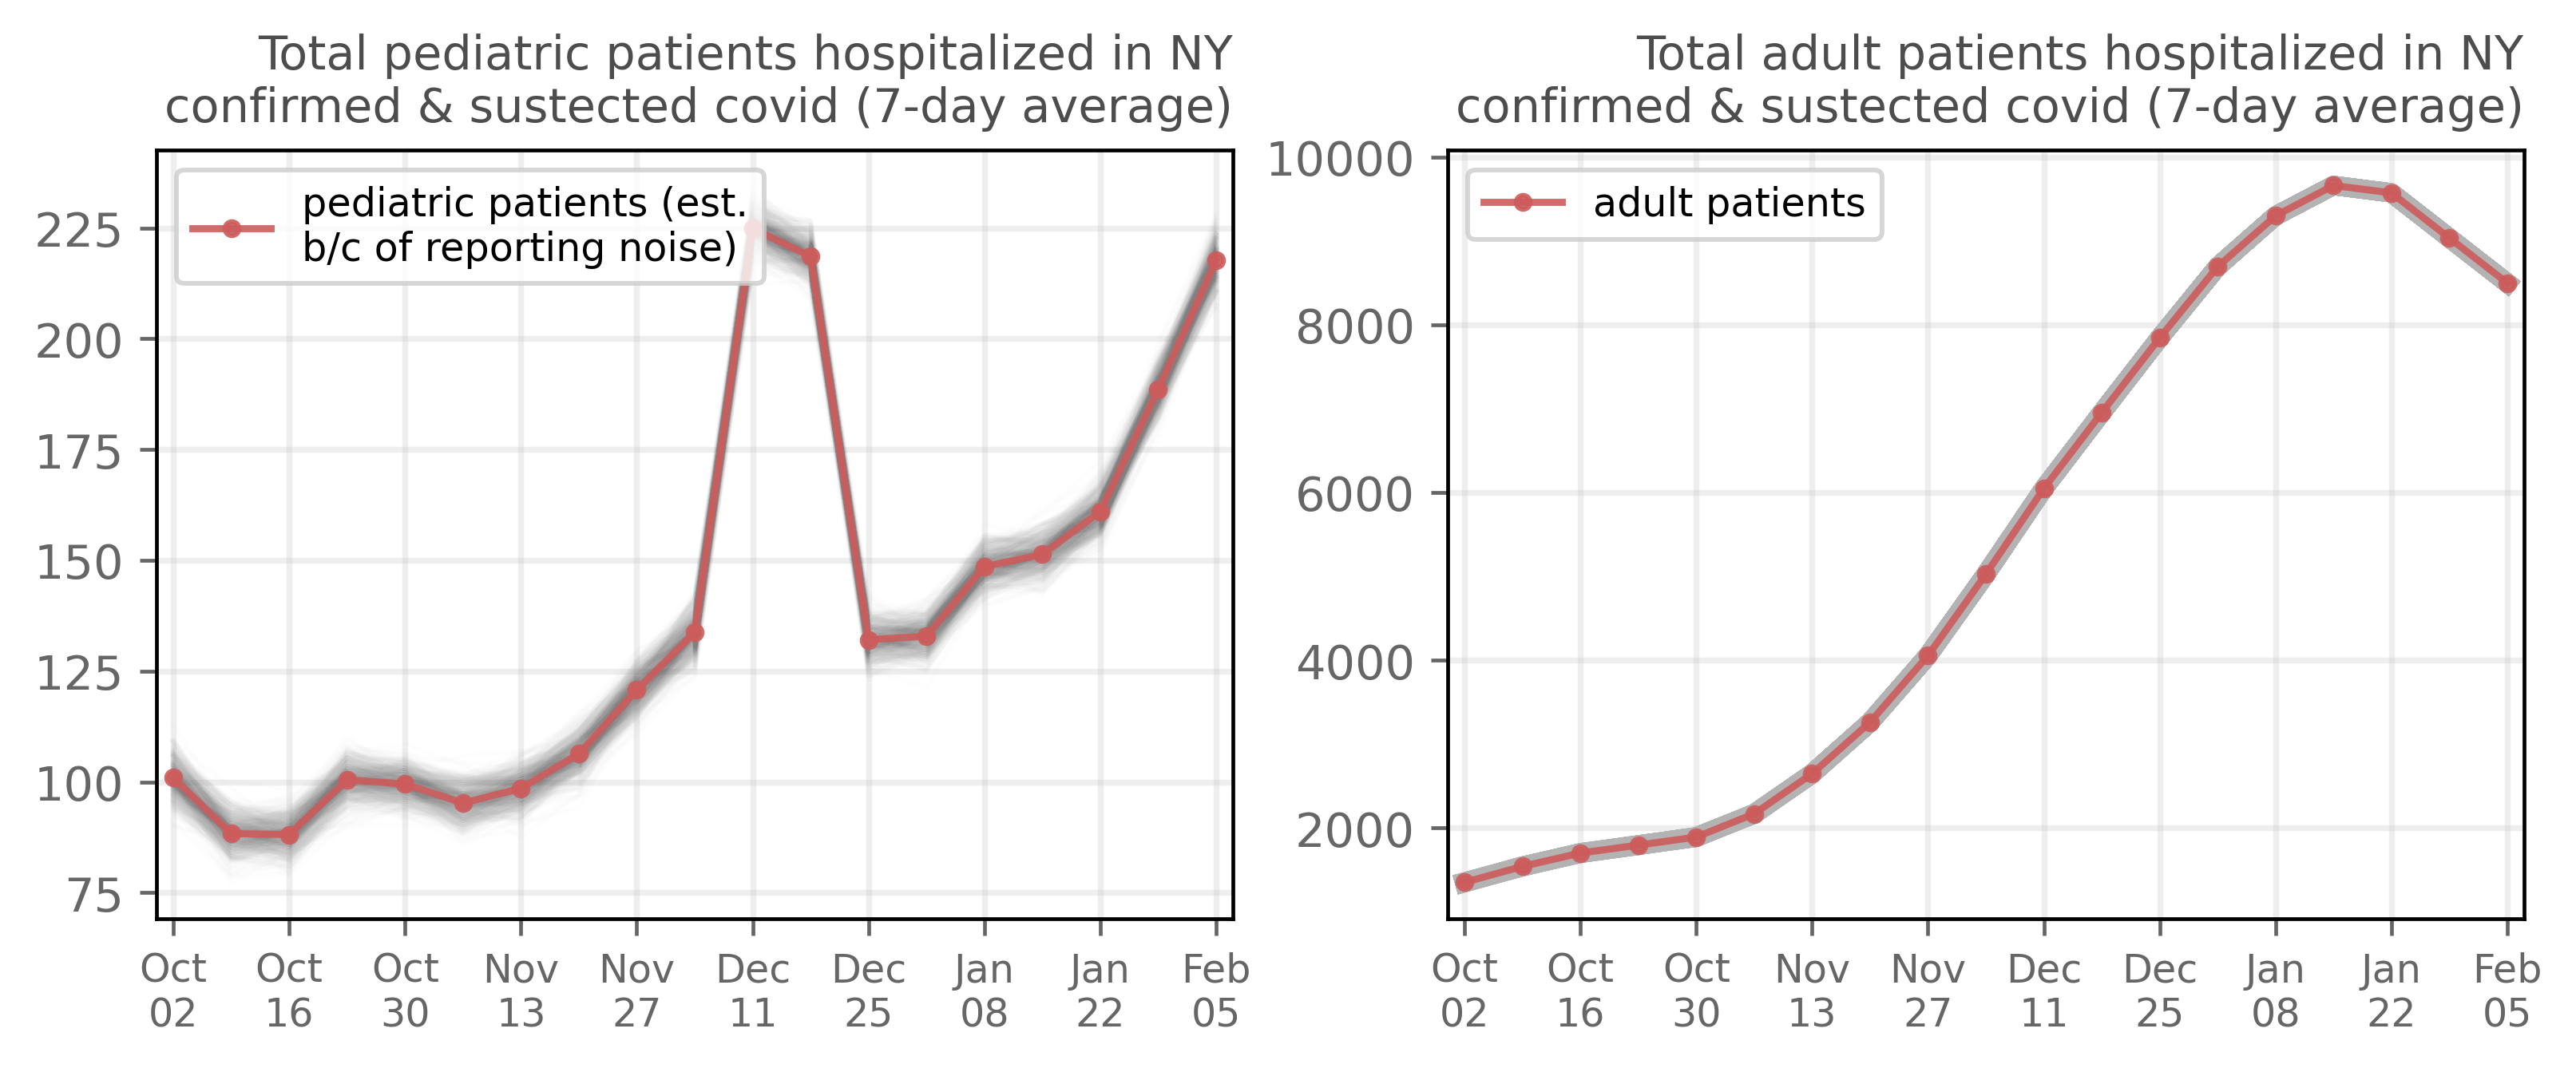 Total pediatric patients hospitalized in NY
confirmed & sustected covid (7-day average)
pediatric patients (est.
b/c of reporting noise)
225
200
175
150
125
100
75
Oct
02
Oct
16
Oct
30
Nov
13
Nov
27
Dec
11
Dec
25
Jan
08
Jan
22
Feb
05
Total adult patients hospitalized in NY
confirmed & sustected covid (7-day average)
adult patients
10000
8000
6000
4000
2000
Oct
02
Oct
16
Oct
30
Nov
13
Nov
27
Dec
11
Dec
25
Jan
08
Jan
22
Feb
05